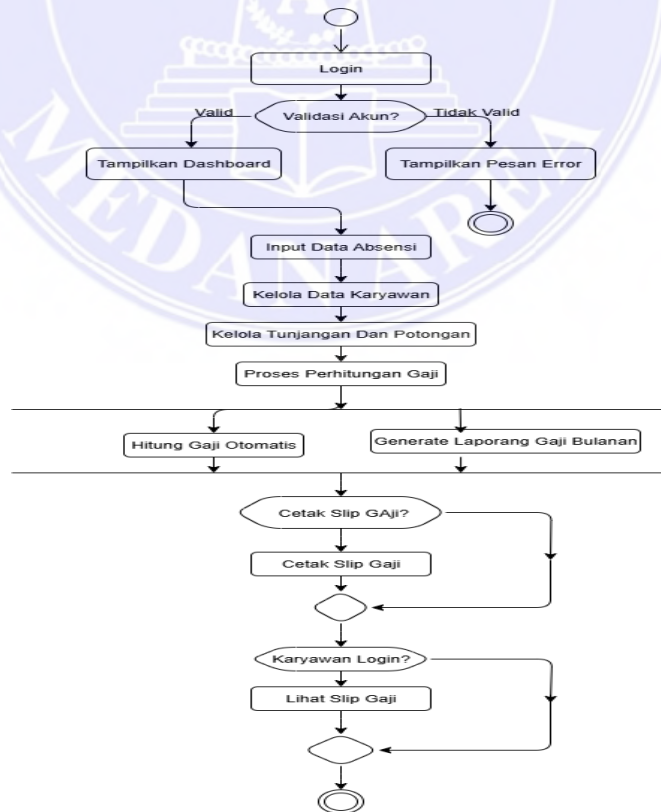 Login
Valid
Validasi Akun?
Tidak Valid
Tampilkan Dashboard
Tampilkan Pesan Error
Input Data Absensi
Kelola Data Karyawan
Kelola Tunjangan Dan Potongan
Proses Perhitungan Gaji
Hitung Gaji Otomatis
Generate Laporang Gaji Bulanan
Cetak Slip GAji?
Cetak Slip Gaji
Karyawan Login?
Lihat Slip Gaji
MEDAN AREA